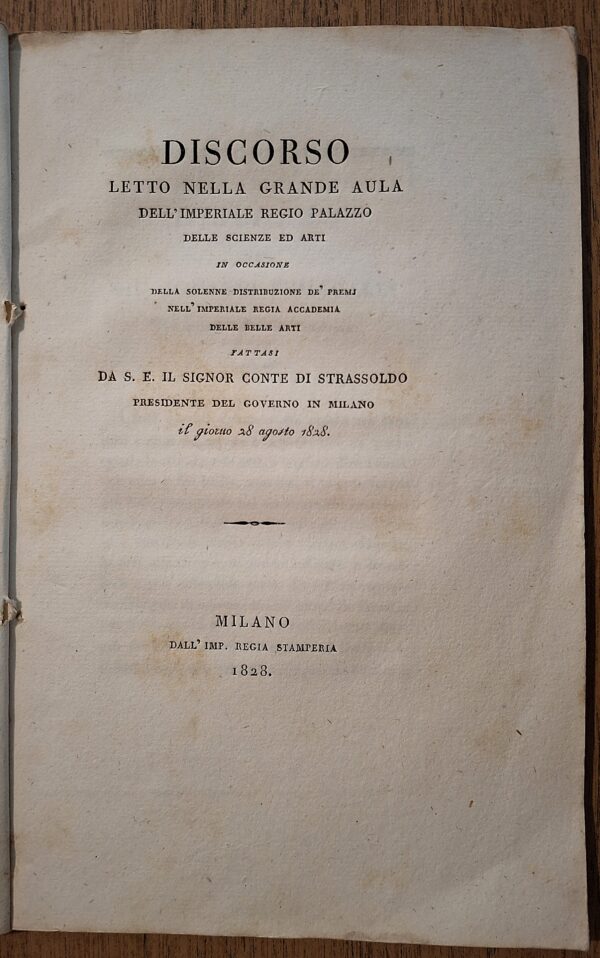 DISCORSO
LETTO NELLA GRANDE AULA
DELL'IMPERIALE REGIO PALAZZO
DELLE SCIENZE ED ARTI
IN OCCASIONE
DELLA SOLENNE DISTRIBUZIONE DE' PREMJ
NELL'IMPERIALE REGIA ACCADEMIA
DELLE BELLE ARTI
FATTASI
DA S. E. IL SIGNOR CONTE DI STRASSOLDO
PRESIDENTE DEL GOVERNO IN MILANO
il giorno 28 agosto 1828.
MILANO
DALL' IMP. REGIA STAMPERIA
1828.